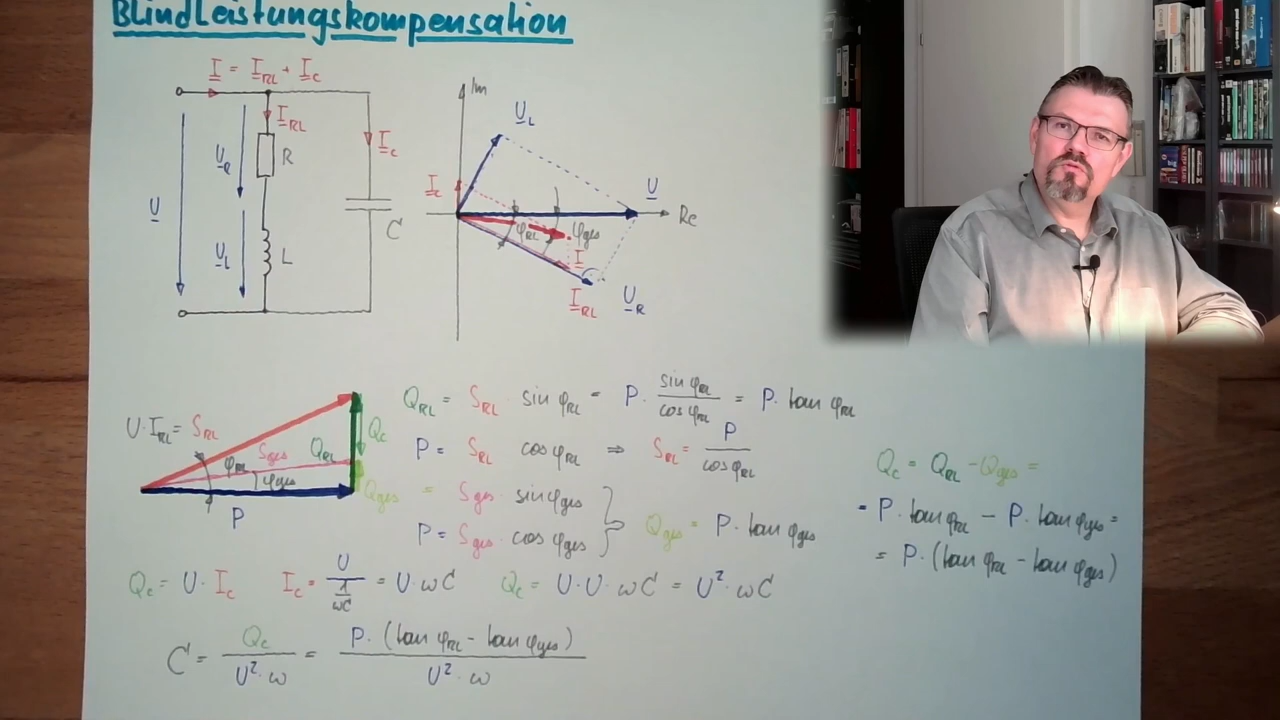 Blindleistungskompensation
I = I_RL + I_C
I_RL
I_C
U_R
R
U
U_L
L
C
Im
U_L
I_C
U
Re
φ_RL
φ_ges
I
I_RL
U_R
U · I_RL = S_RL
S_ges
Q_RL
Q_C
φ_RL
φ_ges
P
Q_RL = S_RL · sin φ_RL = P · sin φ_RL / cos φ_RL = P · tan φ_RL
P = S_RL · cos φ_RL ⇒ S_RL = P / cos φ_RL
Q_ges = S_ges · sin φ_ges
P = S_ges · cos φ_ges
Q_ges = P · tan φ_ges
Q_C = Q_RL - Q_ges =
= P · tan φ_RL - P · tan φ_ges =
= P · (tan φ_RL - tan φ_ges)
Q_C = U · I_C I_C = U / (1 / ωC) = U · ωC Q_C = U · U · ωC = U² · ωC
C = Q_C / (U² · ω) = P · (tan φ_RL - tan φ_ges) / (U² · ω)